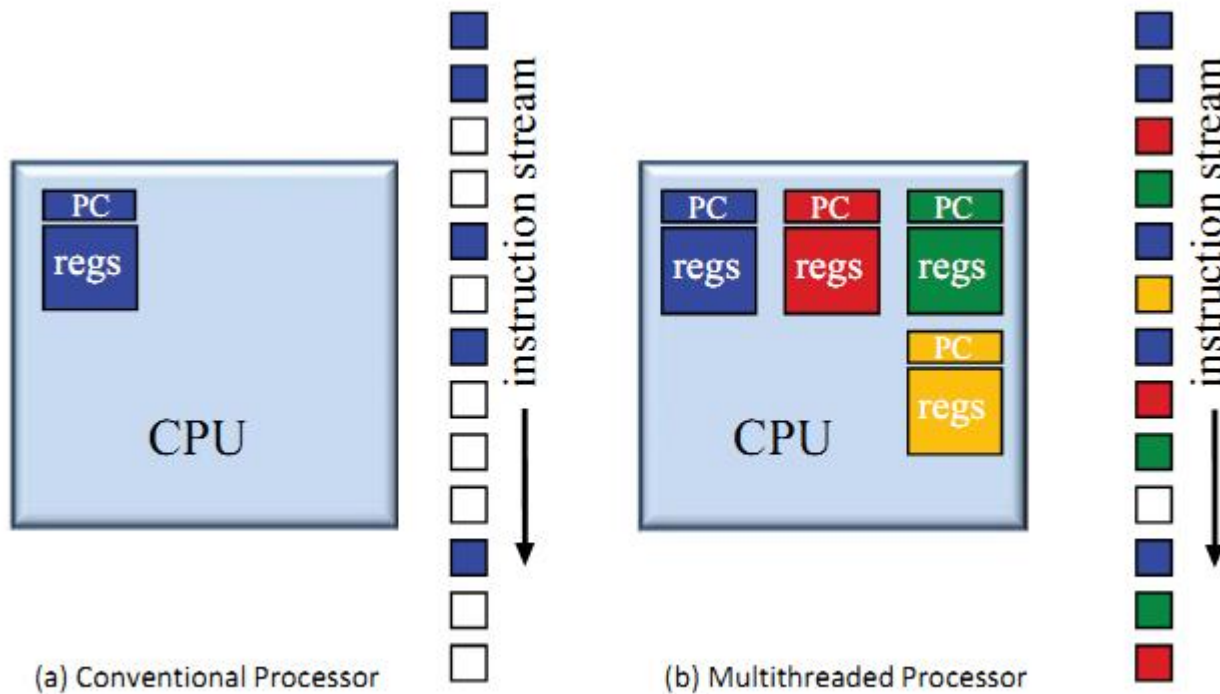 PC
regs
CPU
instruction stream
(a) Conventional Processor
PC
regs
PC
regs
PC
regs
PC
regs
CPU
instruction stream
(b) Multithreaded Processor